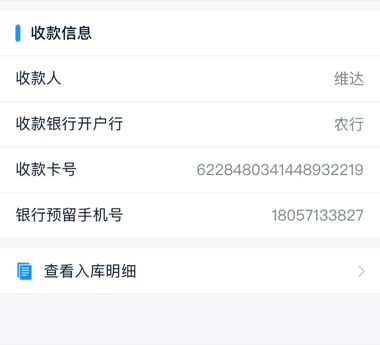 收款信息
收款人 维达
收款银行开户行 农行
收款卡号 6228480341448932219
银行预留手机号 18057133827
查看入库明细